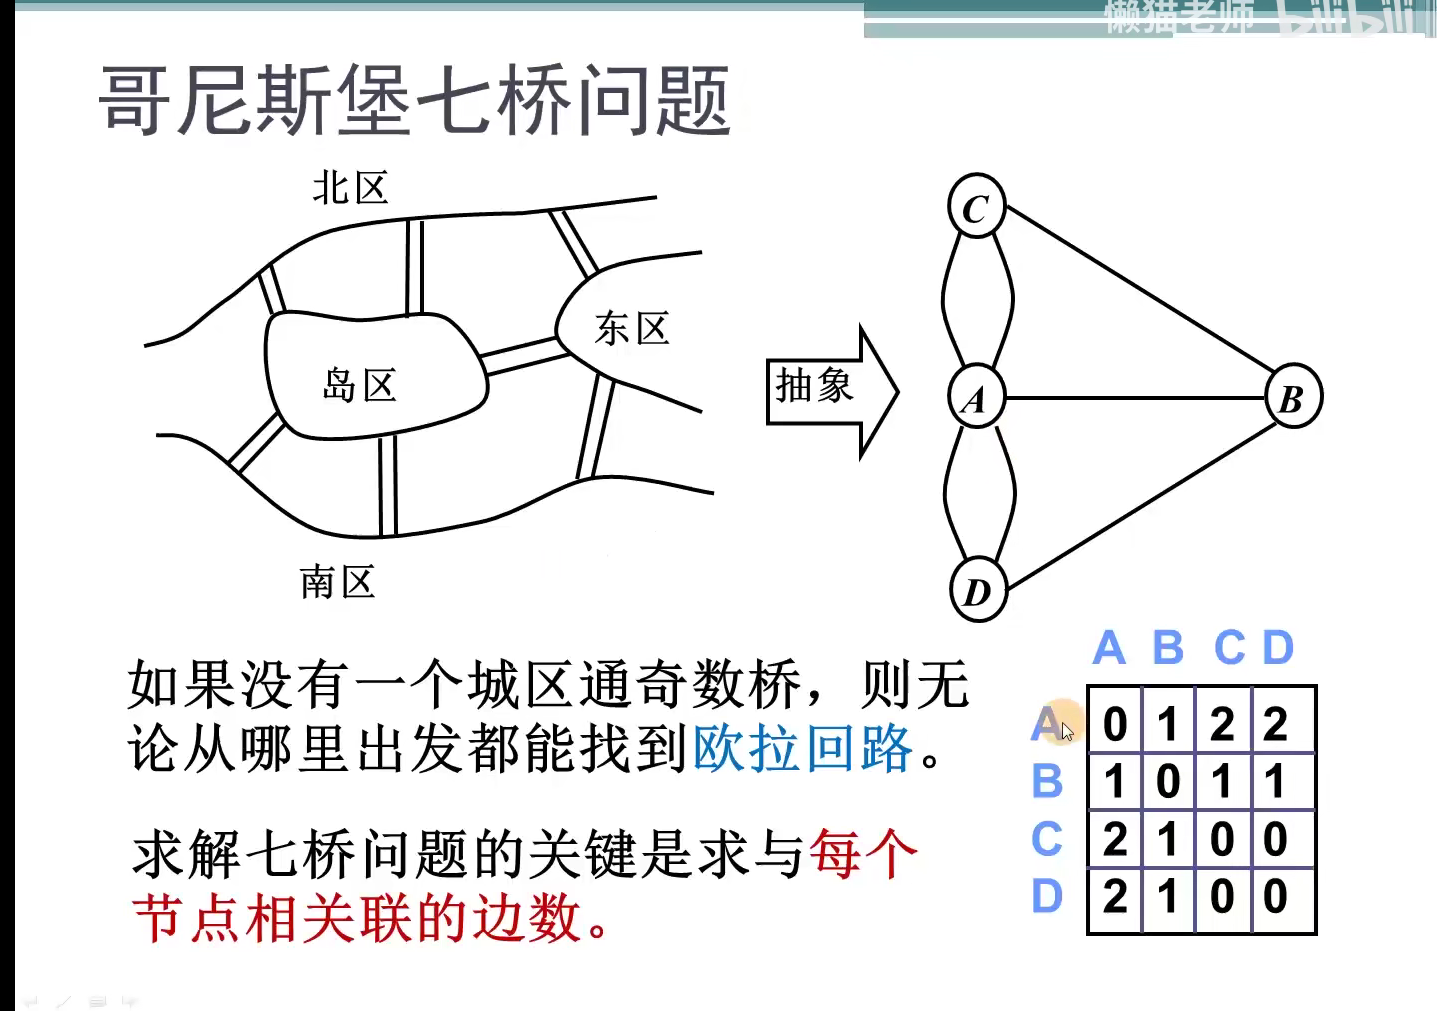 懒猫老师 bilibili
哥尼斯堡七桥问题
北区
东区
岛区
南区
抽象
C
A
B
D
如果没有一个城区通奇数桥，则无
论从哪里出发都能找到欧拉回路。
求解七桥问题的关键是求与每个
节点相关联的边数。
A B C D
A 0 1 2 2
B 1 0 1 1
C 2 1 0 0
D 2 1 0 0